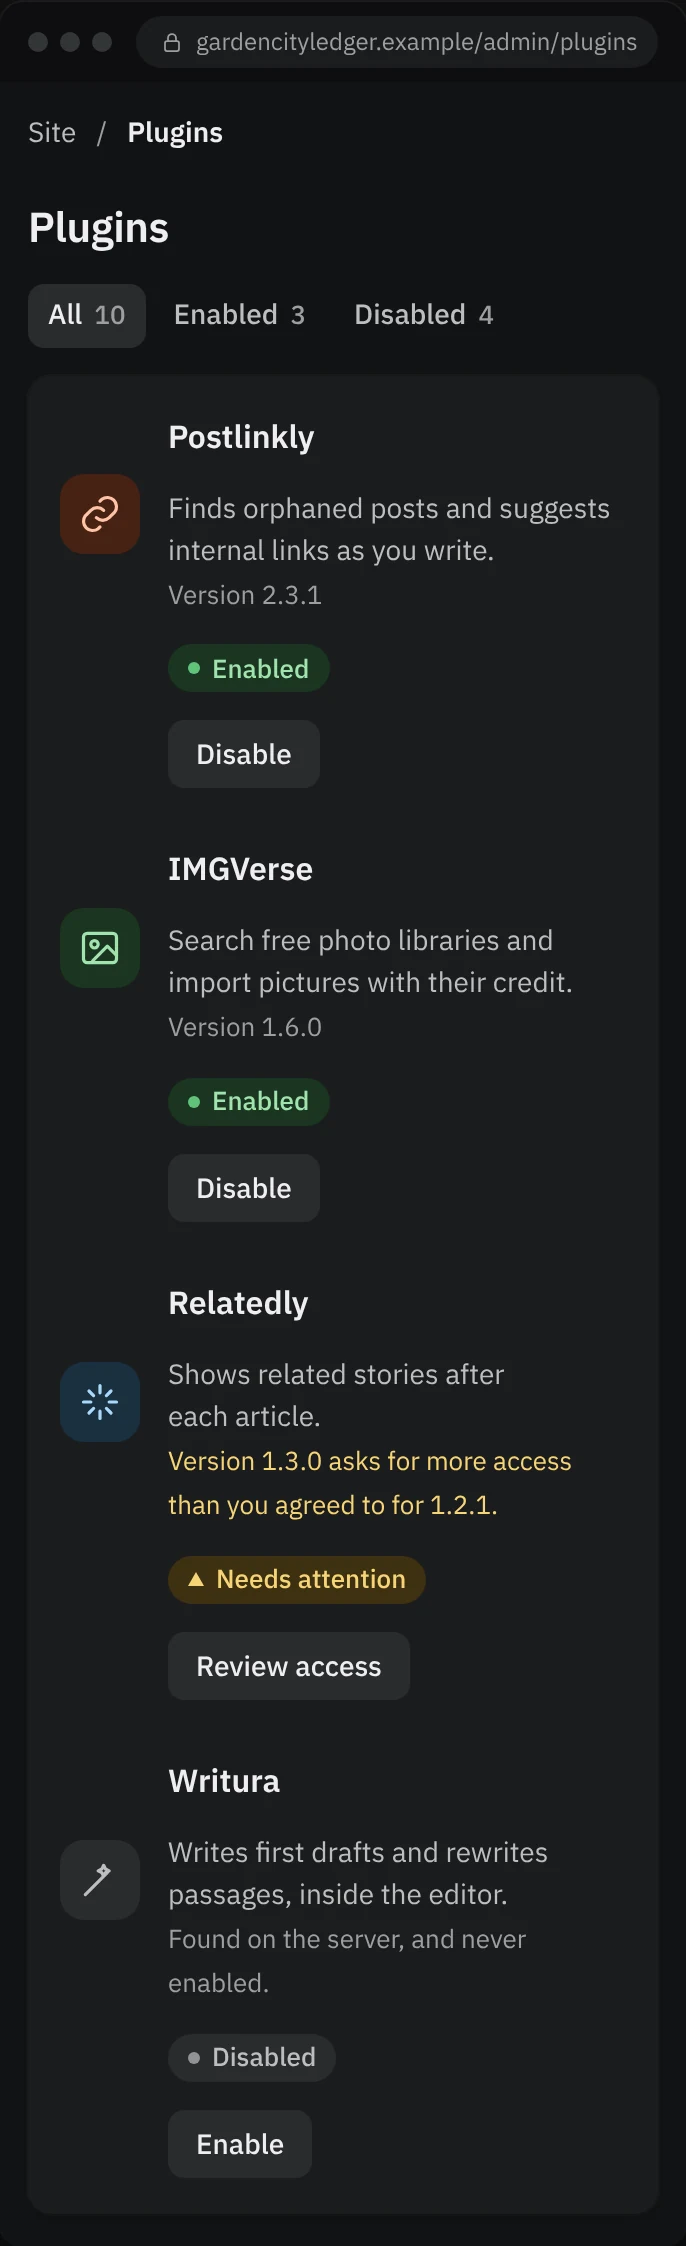 gardencityledger.example/admin/plugins
Site / Plugins
Plugins
All 10 Enabled 3 Disabled 4
Postlinkly
Finds orphaned posts and suggests
internal links as you write.
Version 2.3.1
Enabled
Disable
IMGVerse
Search free photo libraries and
import pictures with their credit.
Version 1.6.0
Enabled
Disable
Relatedly
Shows related stories after
each article.
Version 1.3.0 asks for more access
than you agreed to for 1.2.1.
Needs attention
Review access
Writura
Writes first drafts and rewrites
passages, inside the editor.
Found on the server, and never
enabled.
Disabled
Enable